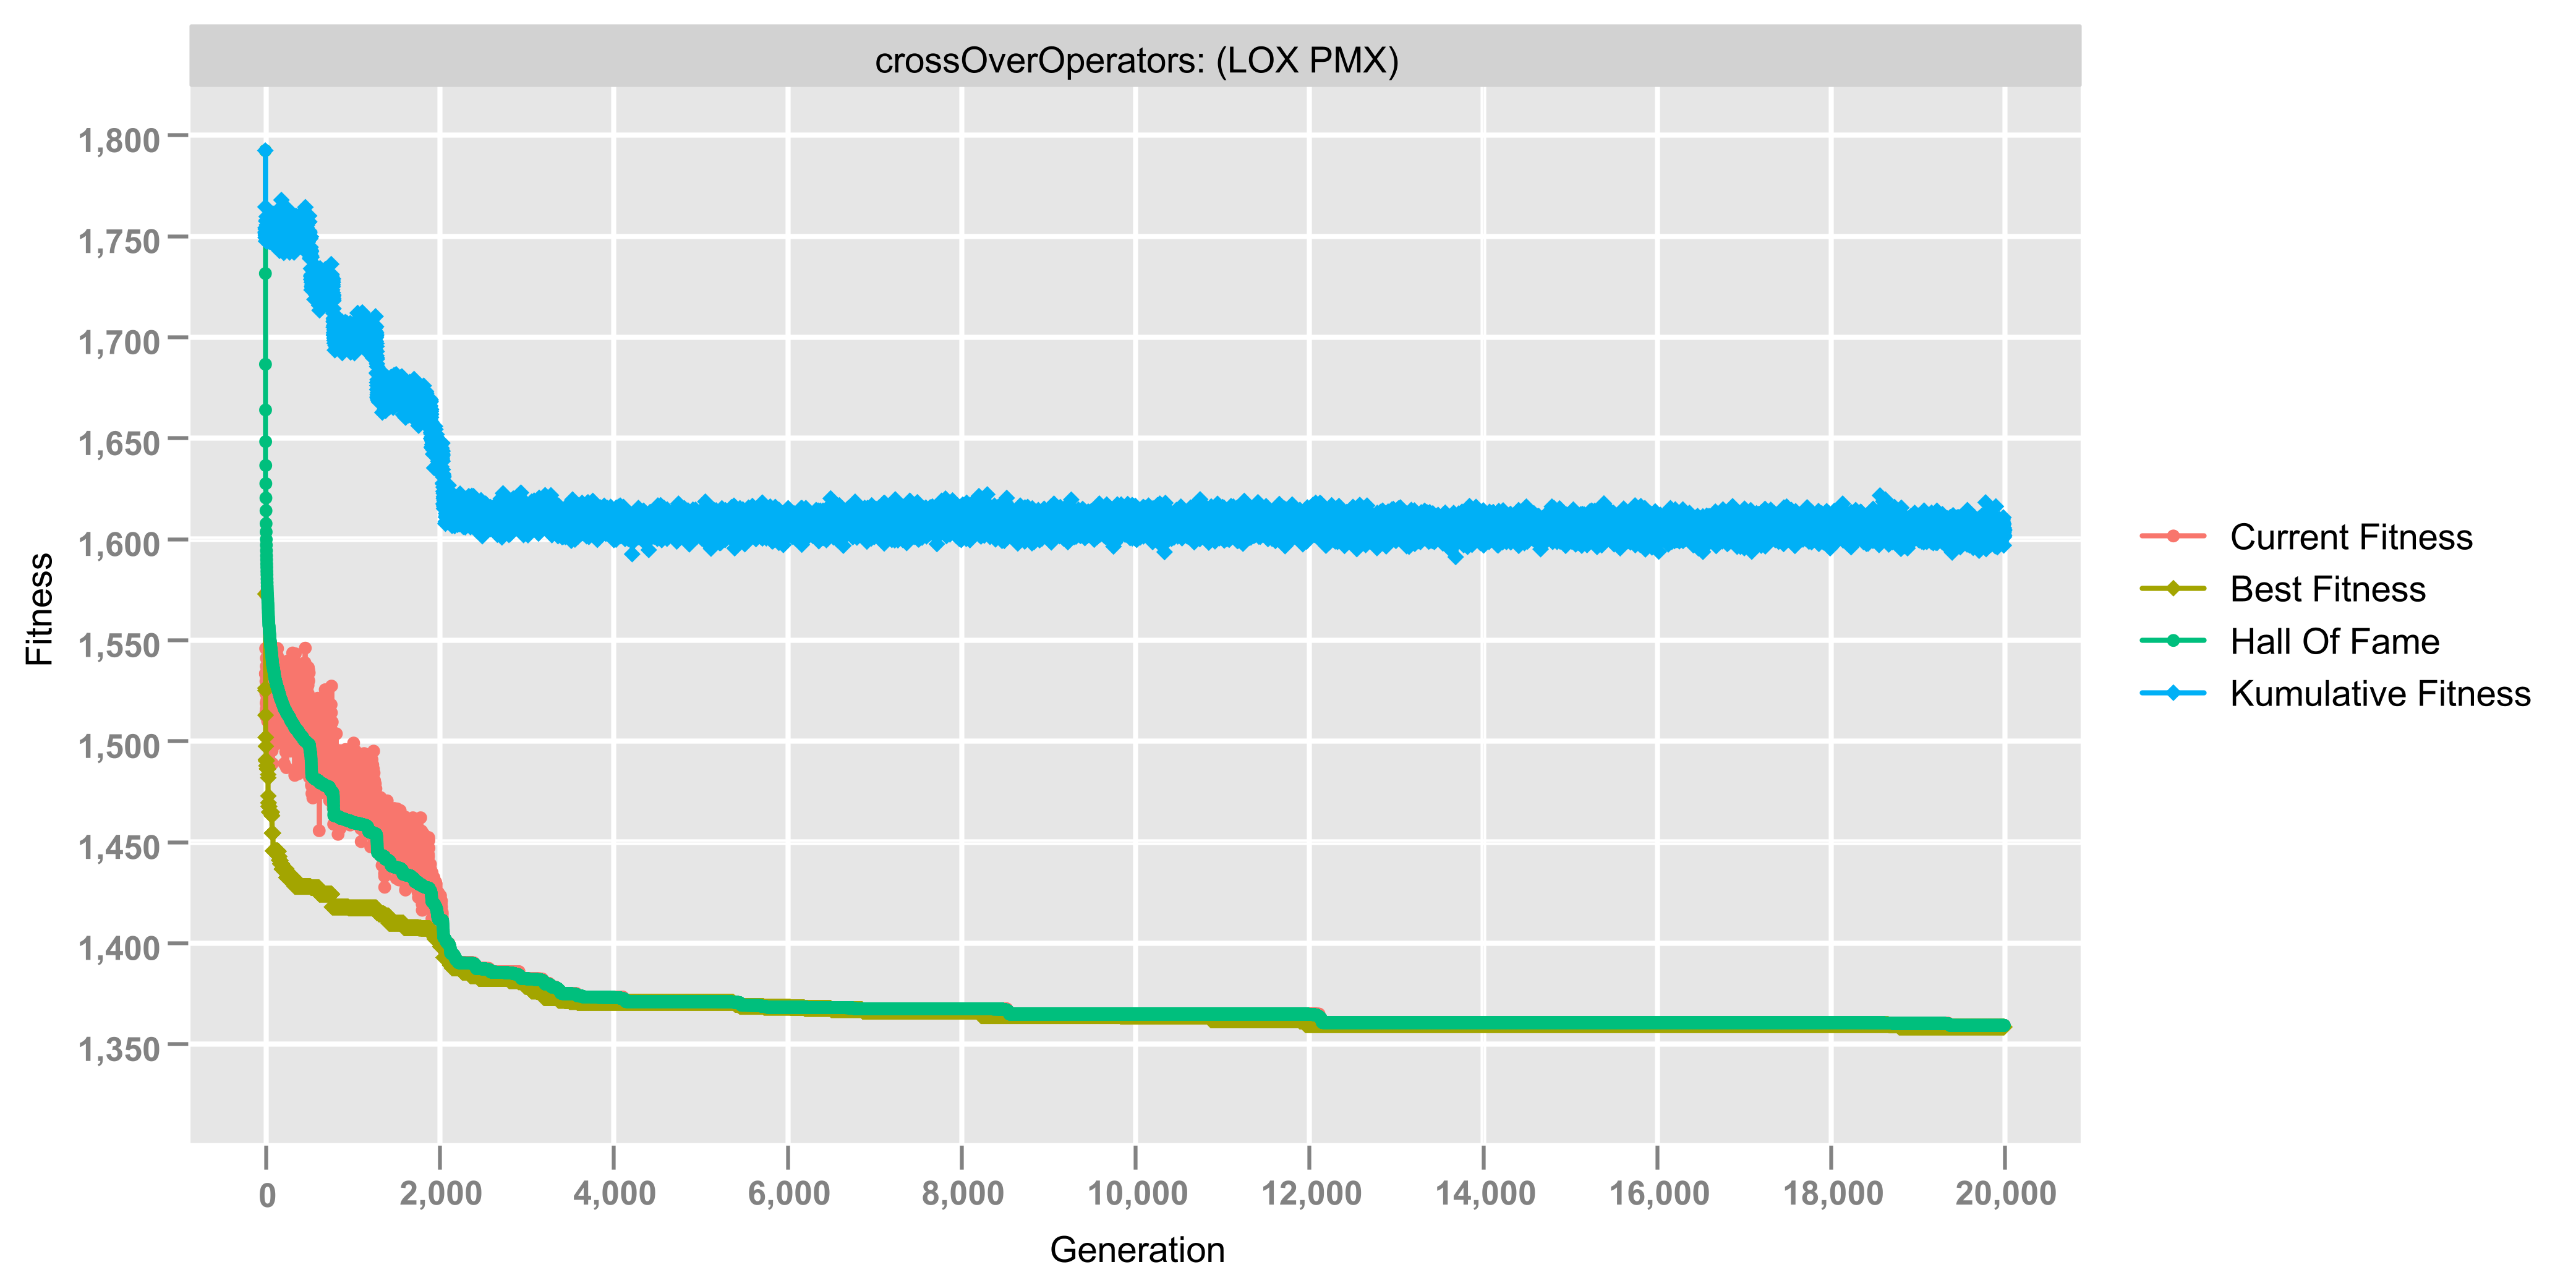 crossOverOperators: (LOX PMX)
1,800
1,750
1,700
1,650
1,600
1,550
1,500
1,450
1,400
1,350
Fitness
0 2,000 4,000 6,000 8,000 10,000 12,000 14,000 16,000 18,000 20,000
Generation
Current Fitness
Best Fitness
Hall Of Fame
Kumulative Fitness